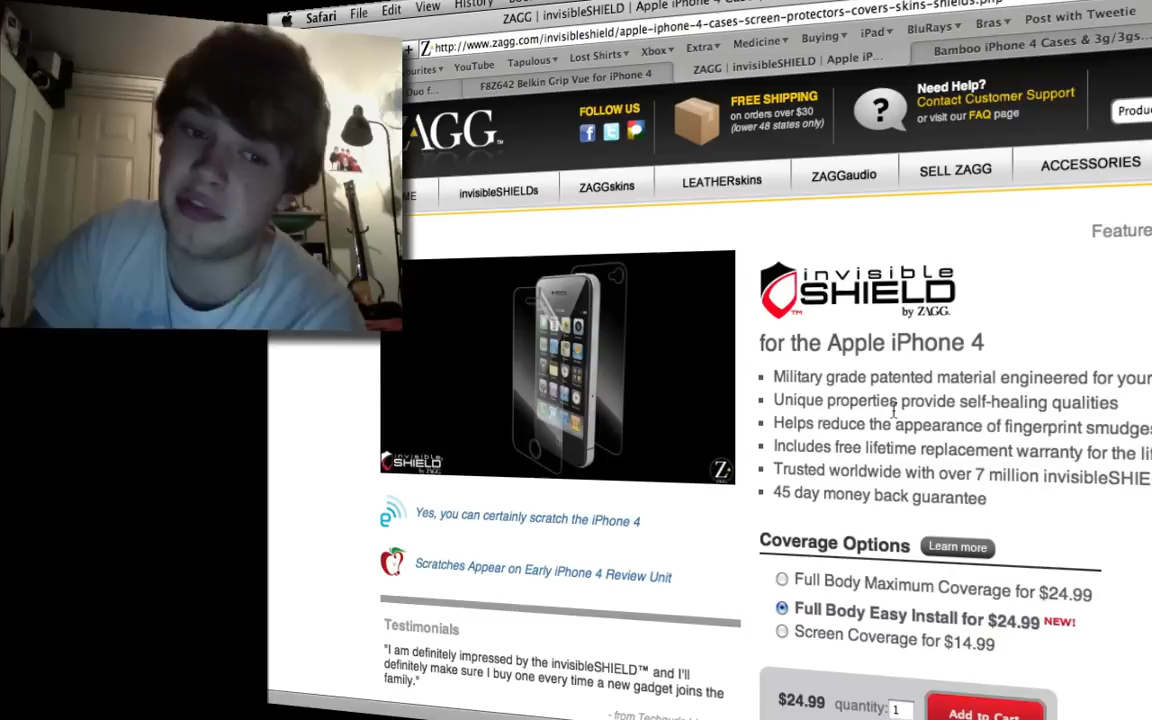 Safari File Edit View History
ZAGG | invisibleSHIELD | Apple iPhone 4
http://www.zagg.com/invisibleshield/apple-iphone-4-cases-screen-protectors-covers-skins-shields.php
YouTube Tapulous Lost Shirts Xbox Extra Medicine Buying iPad BluRays Bras Post with Tweetie
Duo f... F8Z642 Belkin Grip Vue for iPhone 4 ZAGG | invisibleSHIELD | Apple iP... Bamboo iPhone 4 Cases & 3g/3gs...
ZAGG
FOLLOW US
FREE SHIPPING
on orders over $30
(lower 48 states only)
Need Help?
Contact Customer Support
or visit our FAQ page
Produ
ME invisibleSHIELDs ZAGGskins LEATHERskins ZAGGaudio SELL ZAGG ACCESSORIES
Feature
invisible
SHIELD
by ZAGG
for the Apple iPhone 4
Military grade patented material engineered for your
Unique properties provide self-healing qualities
Helps reduce the appearance of fingerprint smudges
Includes free lifetime replacement warranty for the li
Trusted worldwide with over 7 million invisibleSHIE
45 day money back guarantee
invisible
SHIELD
Z
Yes, you can certainly scratch the iPhone 4
Scratches Appear on Early iPhone 4 Review Unit
Coverage Options Learn more
Full Body Maximum Coverage for $24.99
Full Body Easy Install for $24.99 NEW!
Screen Coverage for $14.99
Testimonials
"I am definitely impressed by the invisibleSHIELD™ and I'll
definitely make sure I buy one every time a new gadget joins the
family."
$24.99 quantity: 1 Add to Cart